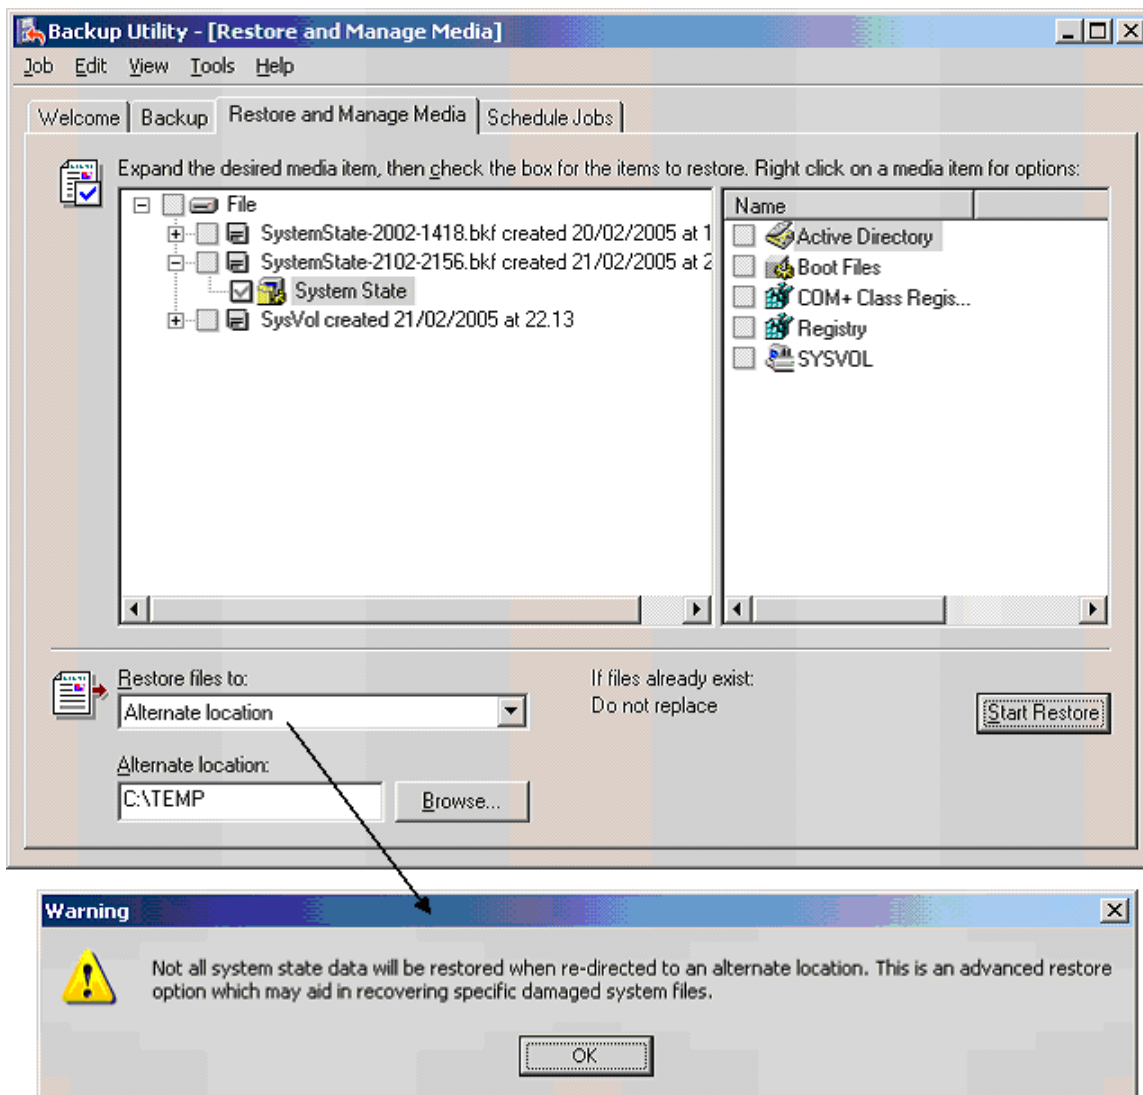 Backup Utility - [Restore and Manage Media]
Job Edit View Tools Help
Welcome Backup Restore and Manage Media Schedule Jobs
Expand the desired media item, then check the box for the items to restore. Right click on a media item for options:
File
SystemState-2002-1418.bkf created 20/02/2005 at 1
SystemState-2102-2156.bkf created 21/02/2005 at 2
System State
SysVol created 21/02/2005 at 22.13
Name
Active Directory
Boot Files
COM+ Class Regis...
Registry
SYSVOL
Restore files to:
Alternate location
If files already exist:
Do not replace
Start Restore
Alternate location:
C:\TEMP
Browse...
Warning
Not all system state data will be restored when re-directed to an alternate location. This is an advanced restore
option which may aid in recovering specific damaged system files.
OK